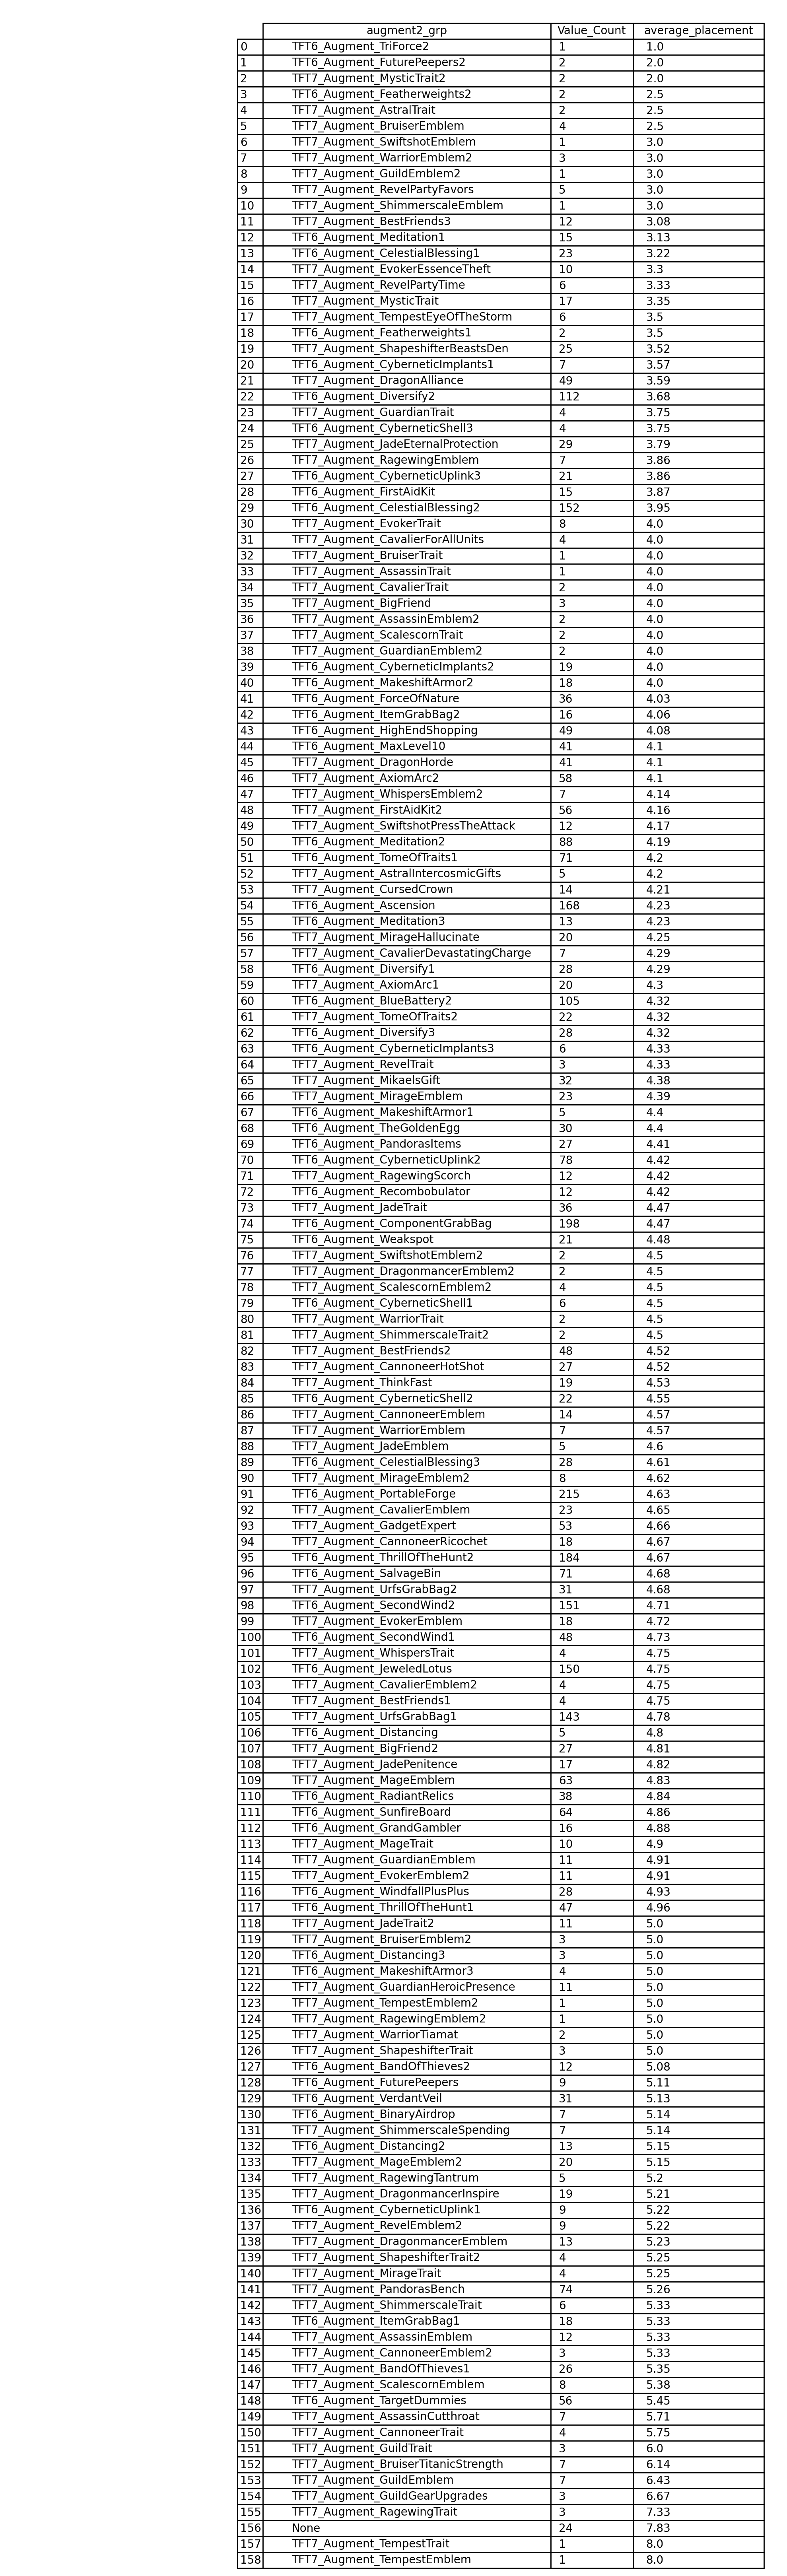 augment2_grp Value_Count average_placement
0 TFT6_Augment_TriForce2 1 1.0
1 TFT6_Augment_FuturePeepers2 2 2.0
2 TFT7_Augment_MysticTrait2 2 2.0
3 TFT6_Augment_Featherweights2 2 2.5
4 TFT7_Augment_AstralTrait 2 2.5
5 TFT7_Augment_BruiserEmblem 4 2.5
6 TFT7_Augment_SwiftshotEmblem 1 3.0
7 TFT7_Augment_WarriorEmblem2 3 3.0
8 TFT7_Augment_GuildEmblem2 1 3.0
9 TFT7_Augment_RevelPartyFavors 5 3.0
10 TFT7_Augment_ShimmerscaleEmblem 1 3.0
11 TFT7_Augment_BestFriends3 12 3.08
12 TFT6_Augment_Meditation1 15 3.13
13 TFT6_Augment_CelestialBlessing1 23 3.22
14 TFT7_Augment_EvokerEssenceTheft 10 3.3
15 TFT7_Augment_RevelPartyTime 6 3.33
16 TFT7_Augment_MysticTrait 17 3.35
17 TFT7_Augment_TempestEyeOfTheStorm 6 3.5
18 TFT6_Augment_Featherweights1 2 3.5
19 TFT7_Augment_ShapeshifterBeastsDen 25 3.52
20 TFT6_Augment_CyberneticImplants1 7 3.57
21 TFT7_Augment_DragonAlliance 49 3.59
22 TFT6_Augment_Diversify2 112 3.68
23 TFT7_Augment_GuardianTrait 4 3.75
24 TFT6_Augment_CyberneticShell3 4 3.75
25 TFT7_Augment_JadeEternalProtection 29 3.79
26 TFT7_Augment_RagewingEmblem 7 3.86
27 TFT6_Augment_CyberneticUplink3 21 3.86
28 TFT6_Augment_FirstAidKit 15 3.87
29 TFT6_Augment_CelestialBlessing2 152 3.95
30 TFT7_Augment_EvokerTrait 8 4.0
31 TFT7_Augment_CavalierForAllUnits 4 4.0
32 TFT7_Augment_BruiserTrait 1 4.0
33 TFT7_Augment_AssassinTrait 1 4.0
34 TFT7_Augment_CavalierTrait 2 4.0
35 TFT7_Augment_BigFriend 3 4.0
36 TFT7_Augment_AssassinEmblem2 2 4.0
37 TFT7_Augment_ScalescornTrait 2 4.0
38 TFT7_Augment_GuardianEmblem2 2 4.0
39 TFT6_Augment_CyberneticImplants2 19 4.0
40 TFT6_Augment_MakeshiftArmor2 18 4.0
41 TFT6_Augment_ForceOfNature 36 4.03
42 TFT6_Augment_ItemGrabBag2 16 4.06
43 TFT6_Augment_HighEndShopping 49 4.08
44 TFT6_Augment_MaxLevel10 41 4.1
45 TFT7_Augment_DragonHorde 41 4.1
46 TFT7_Augment_AxiomArc2 58 4.1
47 TFT7_Augment_WhispersEmblem2 7 4.14
48 TFT7_Augment_FirstAidKit2 56 4.16
49 TFT7_Augment_SwiftshotPressTheAttack 12 4.17
50 TFT6_Augment_Meditation2 88 4.19
51 TFT6_Augment_TomeOfTraits1 71 4.2
52 TFT7_Augment_AstralIntercosmicGifts 5 4.2
53 TFT7_Augment_CursedCrown 14 4.21
54 TFT6_Augment_Ascension 168 4.23
55 TFT6_Augment_Meditation3 13 4.23
56 TFT7_Augment_MirageHallucinate 20 4.25
57 TFT7_Augment_CavalierDevastatingCharge 7 4.29
58 TFT6_Augment_Diversify1 28 4.29
59 TFT7_Augment_AxiomArc1 20 4.3
60 TFT6_Augment_BlueBattery2 105 4.32
61 TFT7_Augment_TomeOfTraits2 22 4.32
62 TFT6_Augment_Diversify3 28 4.32
63 TFT6_Augment_CyberneticImplants3 6 4.33
64 TFT7_Augment_RevelTrait 3 4.33
65 TFT7_Augment_MikaelsGift 32 4.38
66 TFT7_Augment_MirageEmblem 23 4.39
67 TFT6_Augment_MakeshiftArmor1 5 4.4
68 TFT6_Augment_TheGoldenEgg 30 4.4
69 TFT6_Augment_PandorasItems 27 4.41
70 TFT6_Augment_CyberneticUplink2 78 4.42
71 TFT7_Augment_RagewingScorch 12 4.42
72 TFT6_Augment_Recombobulator 12 4.42
73 TFT7_Augment_JadeTrait 36 4.47
74 TFT6_Augment_ComponentGrabBag 198 4.47
75 TFT6_Augment_Weakspot 21 4.48
76 TFT7_Augment_SwiftshotEmblem2 2 4.5
77 TFT7_Augment_DragonmancerEmblem2 2 4.5
78 TFT7_Augment_ScalescornEmblem2 4 4.5
79 TFT6_Augment_CyberneticShell1 6 4.5
80 TFT7_Augment_WarriorTrait 2 4.5
81 TFT7_Augment_ShimmerscaleTrait2 2 4.5
82 TFT7_Augment_BestFriends2 48 4.52
83 TFT7_Augment_CannoneerHotShot 27 4.52
84 TFT7_Augment_ThinkFast 19 4.53
85 TFT6_Augment_CyberneticShell2 22 4.55
86 TFT7_Augment_CannoneerEmblem 14 4.57
87 TFT7_Augment_WarriorEmblem 7 4.57
88 TFT7_Augment_JadeEmblem 5 4.6
89 TFT6_Augment_CelestialBlessing3 28 4.61
90 TFT7_Augment_MirageEmblem2 8 4.62
91 TFT6_Augment_PortableForge 215 4.63
92 TFT7_Augment_CavalierEmblem 23 4.65
93 TFT7_Augment_GadgetExpert 53 4.66
94 TFT7_Augment_CannoneerRicochet 18 4.67
95 TFT6_Augment_ThrillOfTheHunt2 184 4.67
96 TFT6_Augment_SalvageBin 71 4.68
97 TFT7_Augment_UrfsGrabBag2 31 4.68
98 TFT6_Augment_SecondWind2 151 4.71
99 TFT7_Augment_EvokerEmblem 18 4.72
100 TFT6_Augment_SecondWind1 48 4.73
101 TFT7_Augment_WhispersTrait 4 4.75
102 TFT6_Augment_JeweledLotus 150 4.75
103 TFT7_Augment_CavalierEmblem2 4 4.75
104 TFT7_Augment_BestFriends1 4 4.75
105 TFT7_Augment_UrfsGrabBag1 143 4.78
106 TFT6_Augment_Distancing 5 4.8
107 TFT7_Augment_BigFriend2 27 4.81
108 TFT7_Augment_JadePenitence 17 4.82
109 TFT7_Augment_MageEmblem 63 4.83
110 TFT6_Augment_RadiantRelics 38 4.84
111 TFT6_Augment_SunfireBoard 64 4.86
112 TFT6_Augment_GrandGambler 16 4.88
113 TFT7_Augment_MageTrait 10 4.9
114 TFT7_Augment_GuardianEmblem 11 4.91
115 TFT7_Augment_EvokerEmblem2 11 4.91
116 TFT6_Augment_WindfallPlusPlus 28 4.93
117 TFT6_Augment_ThrillOfTheHunt1 47 4.96
118 TFT7_Augment_JadeTrait2 11 5.0
119 TFT7_Augment_BruiserEmblem2 3 5.0
120 TFT6_Augment_Distancing3 3 5.0
121 TFT6_Augment_MakeshiftArmor3 4 5.0
122 TFT7_Augment_GuardianHeroicPresence 11 5.0
123 TFT7_Augment_TempestEmblem2 1 5.0
124 TFT7_Augment_RagewingEmblem2 1 5.0
125 TFT7_Augment_WarriorTiamat 2 5.0
126 TFT7_Augment_ShapeshifterTrait 3 5.0
127 TFT6_Augment_BandOfThieves2 12 5.08
128 TFT6_Augment_FuturePeepers 9 5.11
129 TFT6_Augment_VerdantVeil 31 5.13
130 TFT6_Augment_BinaryAirdrop 7 5.14
131 TFT7_Augment_ShimmerscaleSpending 7 5.14
132 TFT6_Augment_Distancing2 13 5.15
133 TFT7_Augment_MageEmblem2 20 5.15
134 TFT7_Augment_RagewingTantrum 5 5.2
135 TFT7_Augment_DragonmancerInspire 19 5.21
136 TFT6_Augment_CyberneticUplink1 9 5.22
137 TFT7_Augment_RevelEmblem2 9 5.22
138 TFT7_Augment_DragonmancerEmblem 13 5.23
139 TFT7_Augment_ShapeshifterTrait2 4 5.25
140 TFT7_Augment_MirageTrait 4 5.25
141 TFT7_Augment_PandorasBench 74 5.26
142 TFT7_Augment_ShimmerscaleTrait 6 5.33
143 TFT6_Augment_ItemGrabBag1 18 5.33
144 TFT7_Augment_AssassinEmblem 12 5.33
145 TFT7_Augment_CannoneerEmblem2 3 5.33
146 TFT7_Augment_BandOfThieves1 26 5.35
147 TFT7_Augment_ScalescornEmblem 8 5.38
148 TFT6_Augment_TargetDummies 56 5.45
149 TFT7_Augment_AssassinCutthroat 7 5.71
150 TFT7_Augment_CannoneerTrait 4 5.75
151 TFT7_Augment_GuildTrait 3 6.0
152 TFT7_Augment_BruiserTitanicStrength 7 6.14
153 TFT7_Augment_GuildEmblem 7 6.43
154 TFT7_Augment_GuildGearUpgrades 3 6.67
155 TFT7_Augment_RagewingTrait 3 7.33
156 None 24 7.83
157 TFT7_Augment_TempestTrait 1 8.0
158 TFT7_Augment_TempestEmblem 1 8.0